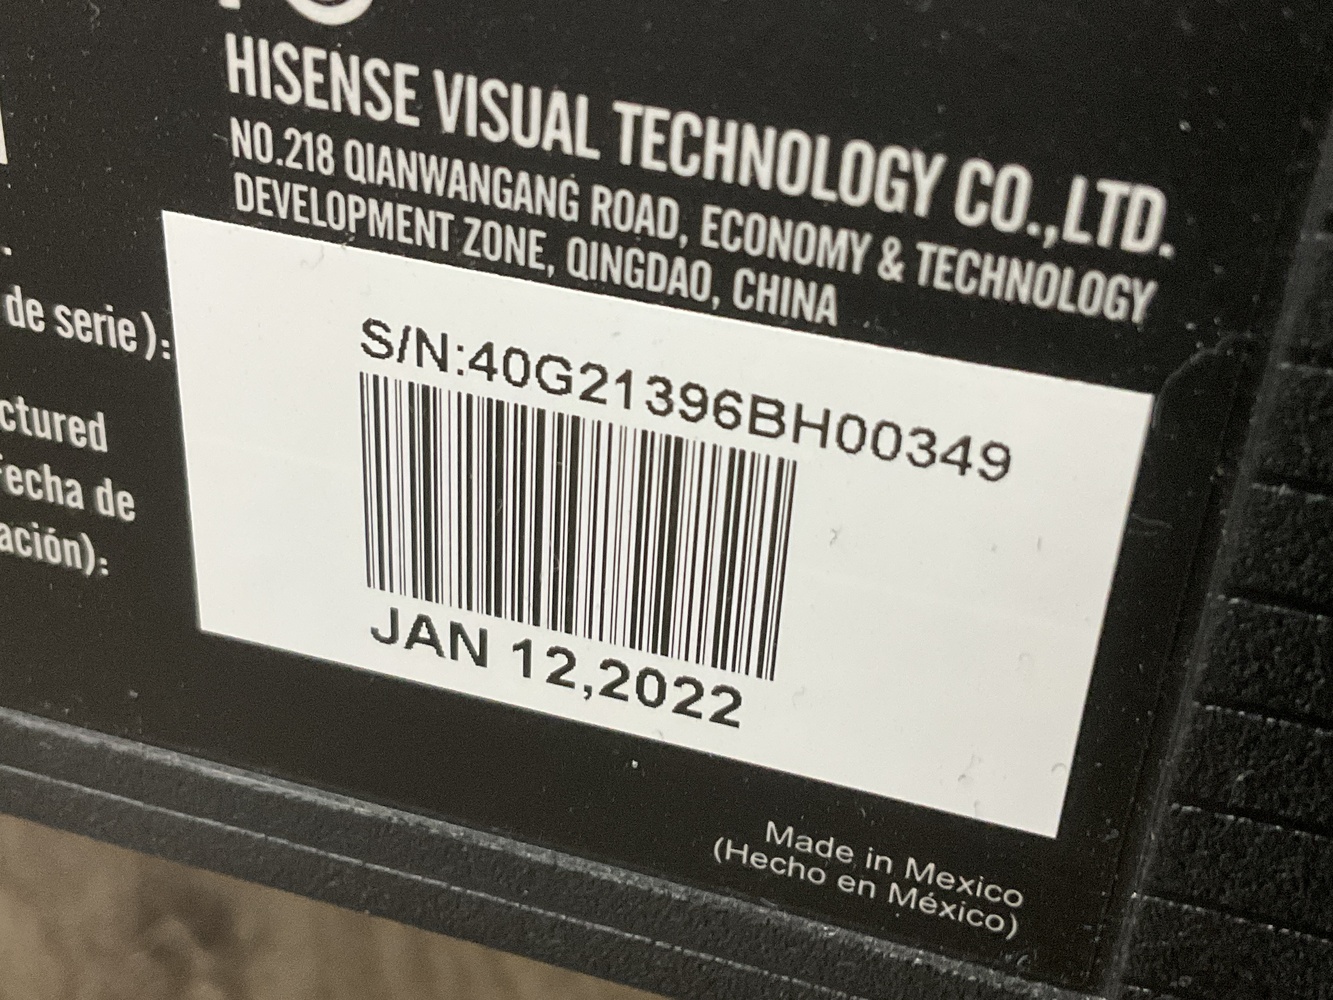 HISENSE VISUAL TECHNOLOGY CO.,LTD.
NO.218 QIANWANGANG ROAD, ECONOMY & TECHNOLOGY
DEVELOPMENT ZONE, QINGDAO, CHINA
de serie):
S/N:40G21396BH00349
ctured
echa de
ación):
JAN 12,2022
Made in Mexico
(Hecho en México)